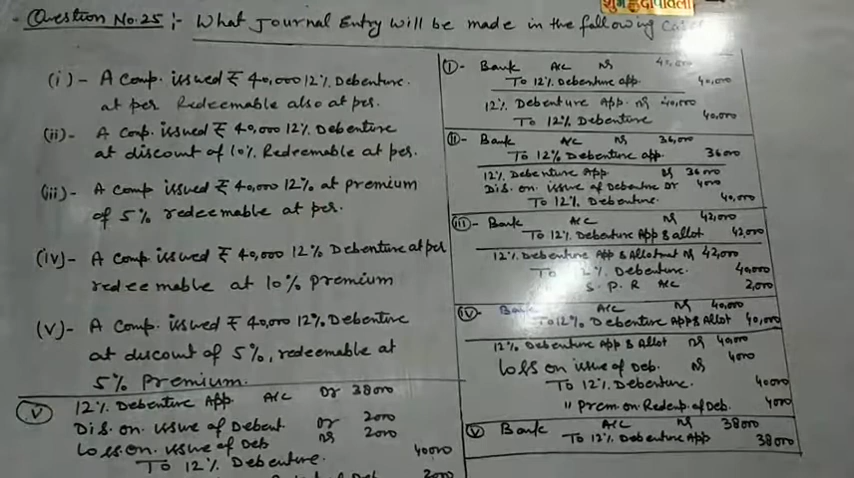 शुभ दीपावली
Question No. 25 :- What Journal Entry will be made in the following Case
(i) - A Comp. issued ₹ 40,000 12% Debenture.
at per Redeemable also at per.
(ii) - A Comp. issued ₹ 40,000 12% Debenture
at discount of 10% Redeemable at per.
(iii) - A Comp issued ₹ 40,000 12% at premium
of 5% redeemable at per.
(iv) - A Comp issued ₹ 40,000 12% Debenture at per
redeemable at 10% premium
(v) - A Comp. issued ₹ 40,000 12% Debenture
at discount of 5%, redeemable at
5% premium.
(v) 12% Debenture App. A/c Dr 38000
Dis. on. issue of Debent Dr 2000
Loss. on. issue of Deb Dr 2000
To 12% Debenture. 40000
2000
(i) - Bank A/c Dr 40,000
To 12% Debenture app. 40,000
12% Debenture App. Dr 40,000
To 12% Debenture 40,000
(ii) - Bank A/c Dr 36,000
To 12% Debenture app. 36000
12% Debenture App Dr 36000
Dis. on. issue of Debentre Dr 4000
To 12% Debenture. 40,000
(iii) - Bank A/c Dr 42,000
To 12% Debenture App & allot 42,000
12% Debenture App & Allotment Dr 42,000
To 12% Debenture. 40,000
S. P. R A/c 2,000
(iv) - Bank A/c Dr 40,000
To 12% Debenture App & Allot 40,000
12% Debenture App & Allot Dr 40,000
Loss on issue of Deb. Dr 4000
To 12% Debenture. 40000
" Prem. on Redemp. of Deb. 4000
(v) Bank A/c Dr 38000
To 12% Debenture App 38000